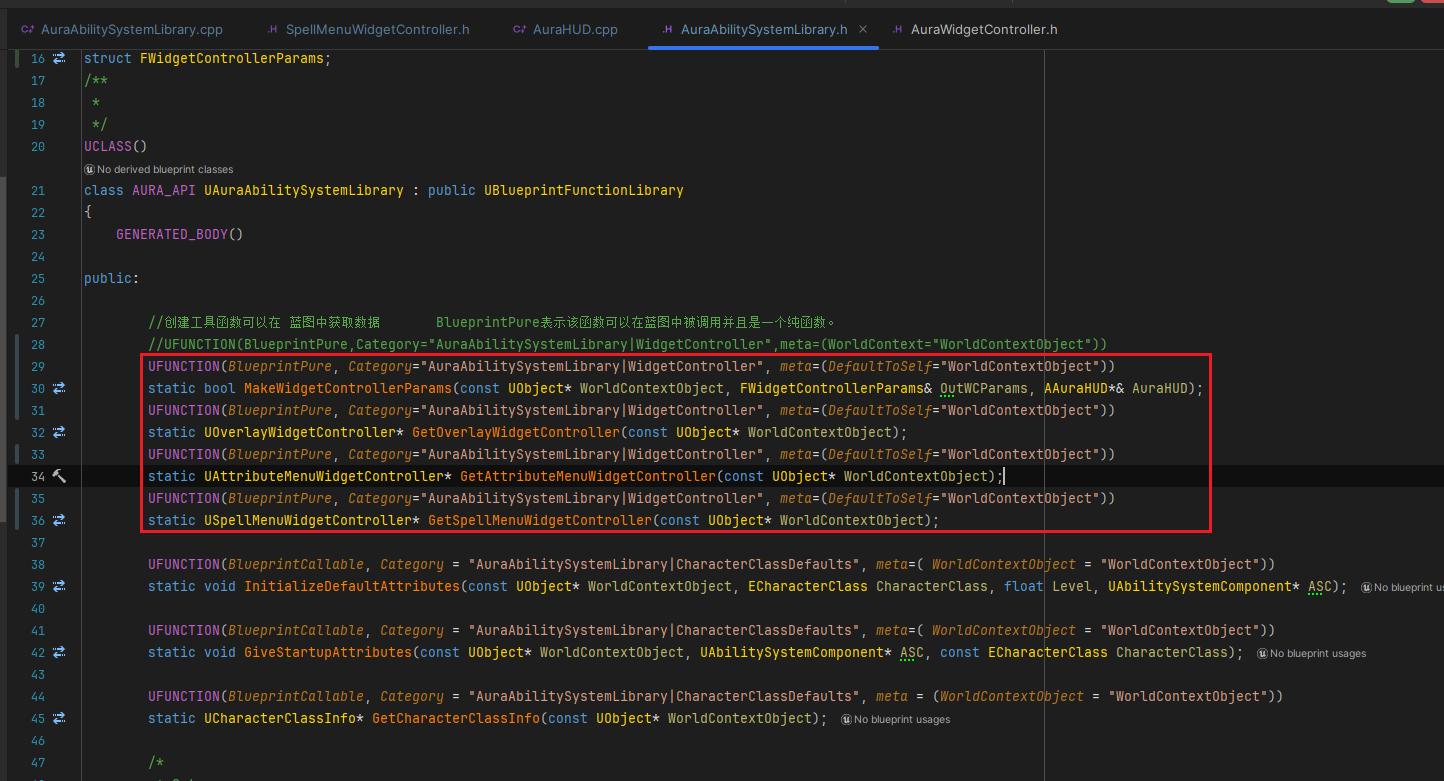 AuraAbilitySystemLibrary.cpp SpellMenuWidgetController.h AuraHUD.cpp AuraAbilitySystemLibrary.h AuraWidgetController.h
16 struct FWidgetControllerParams;
17 /**
18 *
19 */
20 UCLASS()
No derived blueprint classes
21 class AURA_API UAuraAbilitySystemLibrary : public UBlueprintFunctionLibrary
22 {
23 GENERATED_BODY()
24
25 public:
26
27 //创建工具函数可以在 蓝图中获取数据 BlueprintPure表示该函数可以在蓝图中被调用并且是一个纯函数。
28 //UFUNCTION(BlueprintPure,Category="AuraAbilitySystemLibrary|WidgetController",meta=(WorldContext="WorldContextObject"))
29 UFUNCTION(BlueprintPure, Category="AuraAbilitySystemLibrary|WidgetController", meta=(DefaultToSelf="WorldContextObject"))
30 static bool MakeWidgetControllerParams(const UObject* WorldContextObject, FWidgetControllerParams& OutWCParams, AAuraHUD*& AuraHUD);
31 UFUNCTION(BlueprintPure, Category="AuraAbilitySystemLibrary|WidgetController", meta=(DefaultToSelf="WorldContextObject"))
32 static UOverlayWidgetController* GetOverlayWidgetController(const UObject* WorldContextObject);
33 UFUNCTION(BlueprintPure, Category="AuraAbilitySystemLibrary|WidgetController", meta=(DefaultToSelf="WorldContextObject"))
34 static UAttributeMenuWidgetController* GetAttributeMenuWidgetController(const UObject* WorldContextObject);
35 UFUNCTION(BlueprintPure, Category="AuraAbilitySystemLibrary|WidgetController", meta=(DefaultToSelf="WorldContextObject"))
36 static USpellMenuWidgetController* GetSpellMenuWidgetController(const UObject* WorldContextObject);
37
38 UFUNCTION(BlueprintCallable, Category = "AuraAbilitySystemLibrary|CharacterClassDefaults", meta=( WorldContextObject = "WorldContextObject"))
39 static void InitializeDefaultAttributes(const UObject* WorldContextObject, ECharacterClass CharacterClass, float Level, UAbilitySystemComponent* ASC); No blueprint us
40
41 UFUNCTION(BlueprintCallable, Category = "AuraAbilitySystemLibrary|CharacterClassDefaults", meta=( WorldContextObject = "WorldContextObject"))
42 static void GiveStartupAttributes(const UObject* WorldContextObject, UAbilitySystemComponent* ASC, const ECharacterClass CharacterClass); No blueprint usages
43
44 UFUNCTION(BlueprintCallable, Category = "AuraAbilitySystemLibrary|CharacterClassDefaults", meta = (WorldContextObject = "WorldContextObject"))
45 static UCharacterClassInfo* GetCharacterClassInfo(const UObject* WorldContextObject); No blueprint usages
46
47 /*